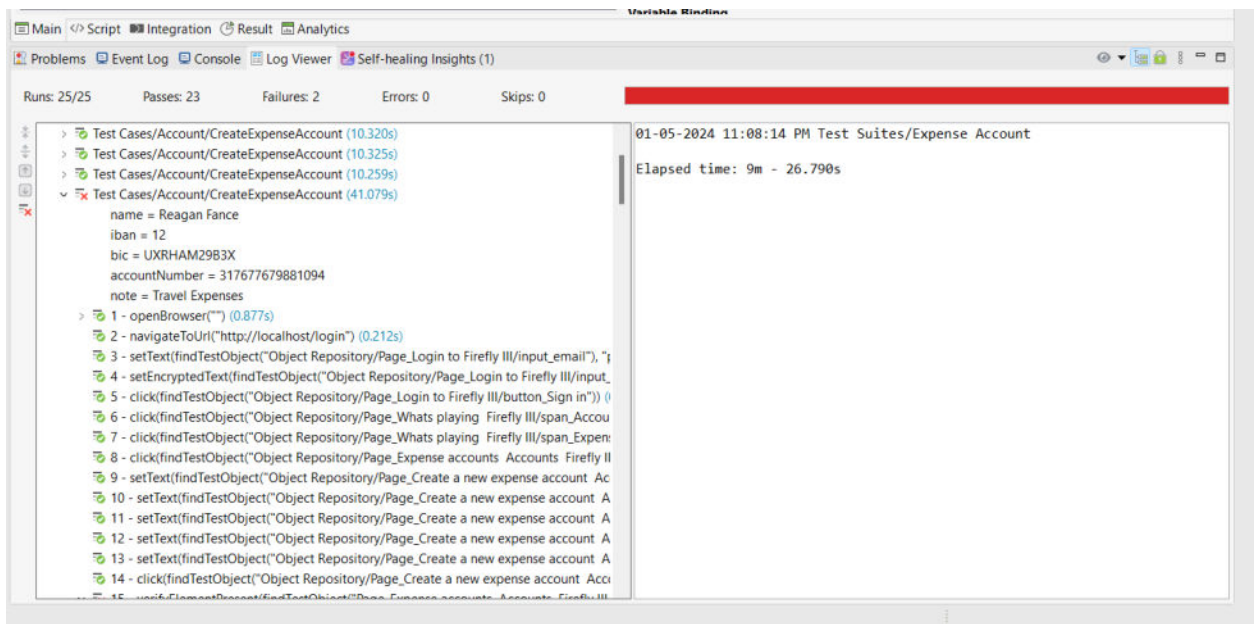 Variable Binding
Main </> Script Integration Result Analytics
Problems Event Log Console Log Viewer Self-healing Insights (1)
Runs: 25/25 Passes: 23 Failures: 2 Errors: 0 Skips: 0
Test Cases/Account/CreateExpenseAccount (10.320s)
Test Cases/Account/CreateExpenseAccount (10.325s)
Test Cases/Account/CreateExpenseAccount (10.259s)
Test Cases/Account/CreateExpenseAccount (41.079s)
name = Reagan Fance
iban = 12
bic = UXRHAM29B3X
accountNumber = 317677679881094
note = Travel Expenses
1 - openBrowser("") (0.877s)
2 - navigateToUrl("http://localhost/login") (0.212s)
3 - setText(findTestObject("Object Repository/Page_Login to Firefly III/input_email"), "
4 - setEncryptedText(findTestObject("Object Repository/Page_Login to Firefly III/input_
5 - click(findTestObject("Object Repository/Page_Login to Firefly III/button_Sign in")) (
6 - click(findTestObject("Object Repository/Page_Whats playing Firefly III/span_Accou
7 - click(findTestObject("Object Repository/Page_Whats playing Firefly III/span_Expen
8 - click(findTestObject("Object Repository/Page_Expense accounts Accounts Firefly II
9 - setText(findTestObject("Object Repository/Page_Create a new expense account Ac
10 - setText(findTestObject("Object Repository/Page_Create a new expense account A
11 - setText(findTestObject("Object Repository/Page_Create a new expense account A
12 - setText(findTestObject("Object Repository/Page_Create a new expense account A
13 - setText(findTestObject("Object Repository/Page_Create a new expense account A
14 - click(findTestObject("Object Repository/Page_Create a new expense account Acc
15 - verifyElementPresent(findTestObject("Page_Expense accounts Accounts Firefly III
01-05-2024 11:08:14 PM Test Suites/Expense Account
Elapsed time: 9m - 26.790s